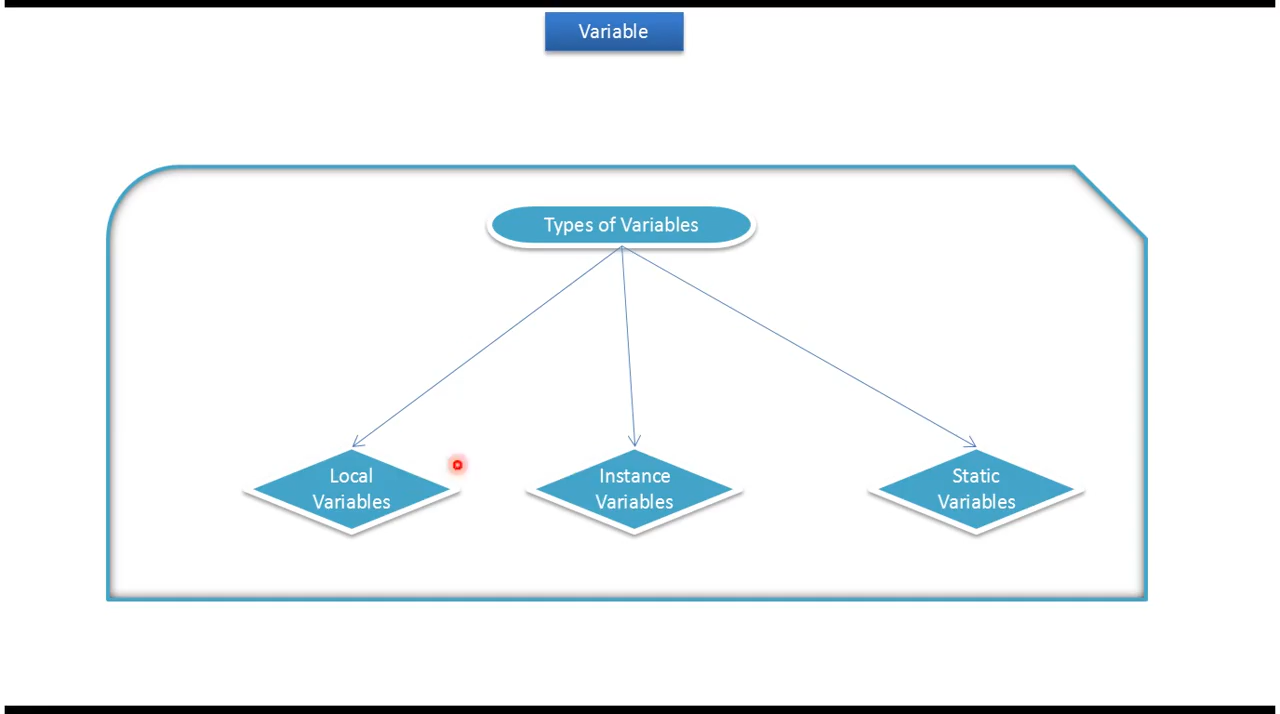 Variable
Types of Variables
Local
Variables
Instance
Variables
Static
Variables